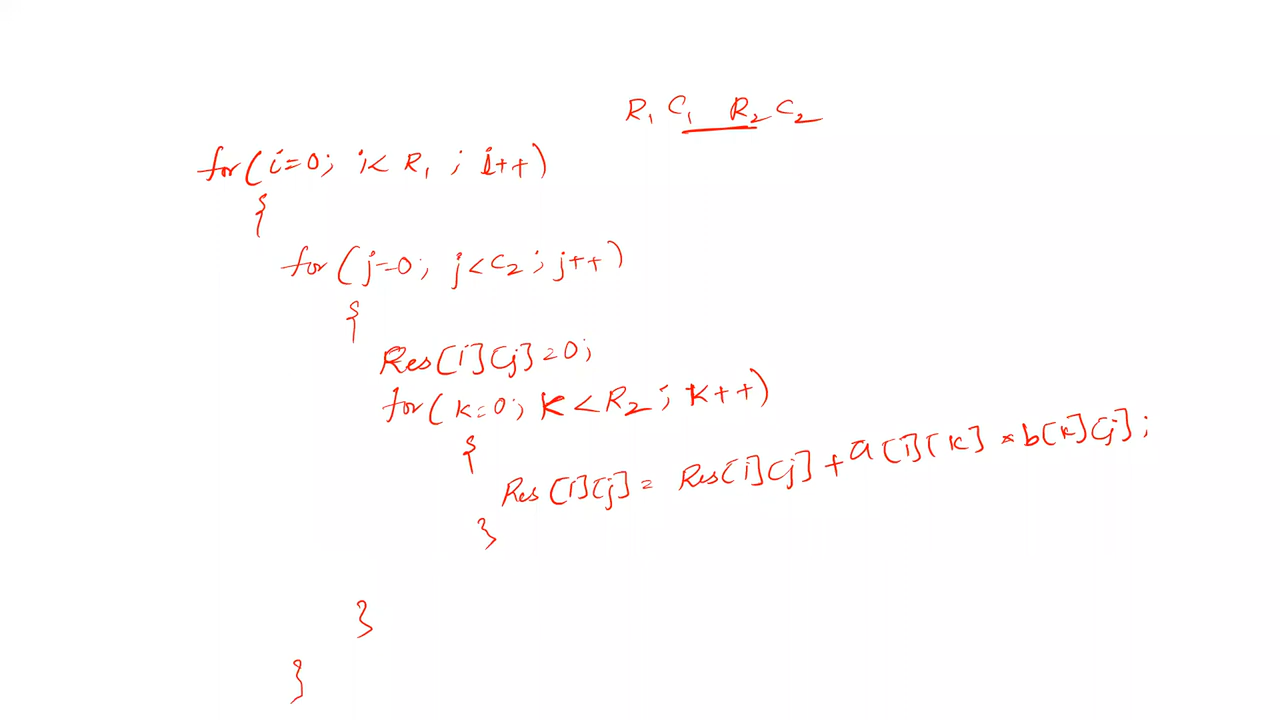 R₁ C₁ R₂ C₂
for(i=0; i< R₁ ; i++)
{
for (j=0; j<C₂ ; j++)
{
Res[i][j]=0;
for(k=0; k<R₂ ; k++)
{
Res[i][j] = Res[i][j] + a[i][k] * b[k][j];
}
}
}